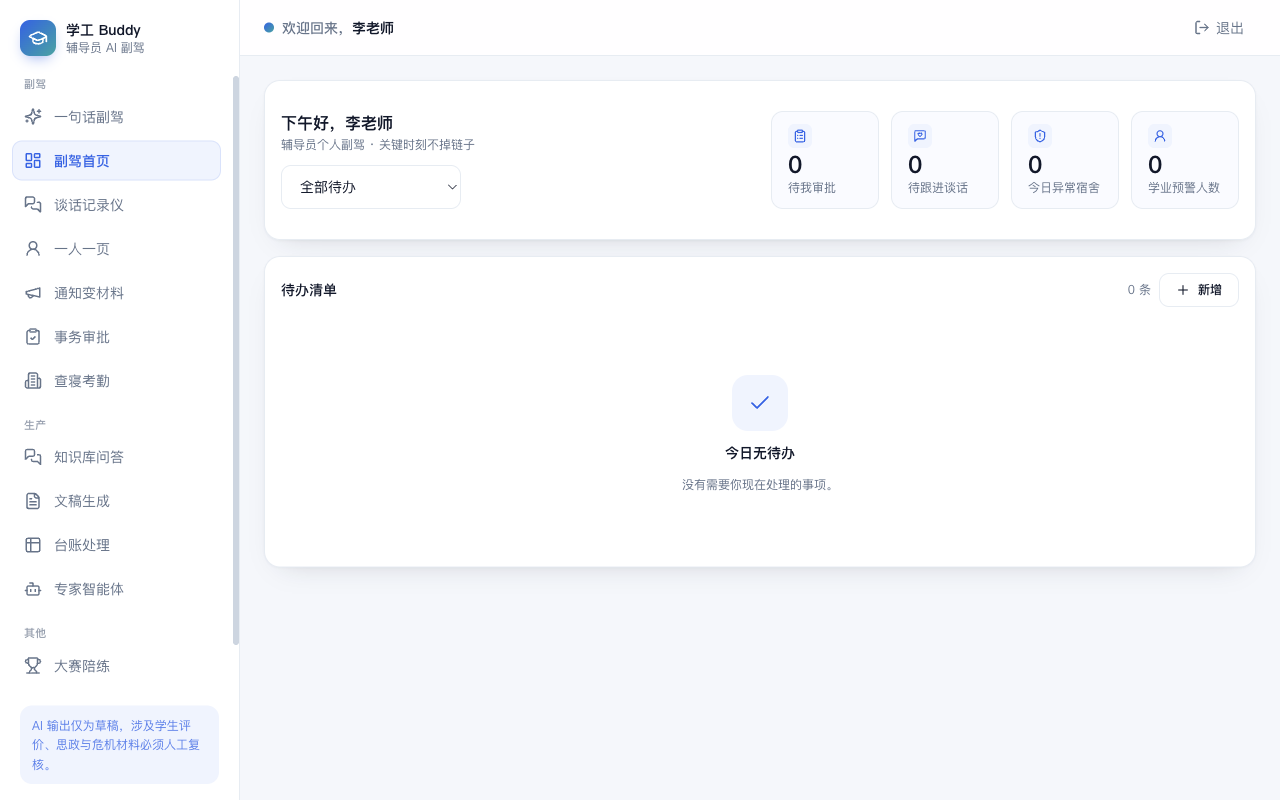 学工 Buddy
辅导员 AI 副驾
副驾
一句话副驾
副驾首页
谈话记录仪
一人一页
通知变材料
事务审批
查寝考勤
生产
知识库问答
文稿生成
台账处理
专家智能体
其他
大赛陪练
AI 输出仅为草稿，涉及学生评
价、思政与危机材料必须人工复
核。
欢迎回来，李老师
退出
下午好，李老师
辅导员个人副驾 · 关键时刻不掉链子
全部待办
0
待我审批
0
待跟进谈话
0
今日异常宿舍
0
学业预警人数
待办清单
0 条
新增
今日无待办
没有需要你现在处理的事项。